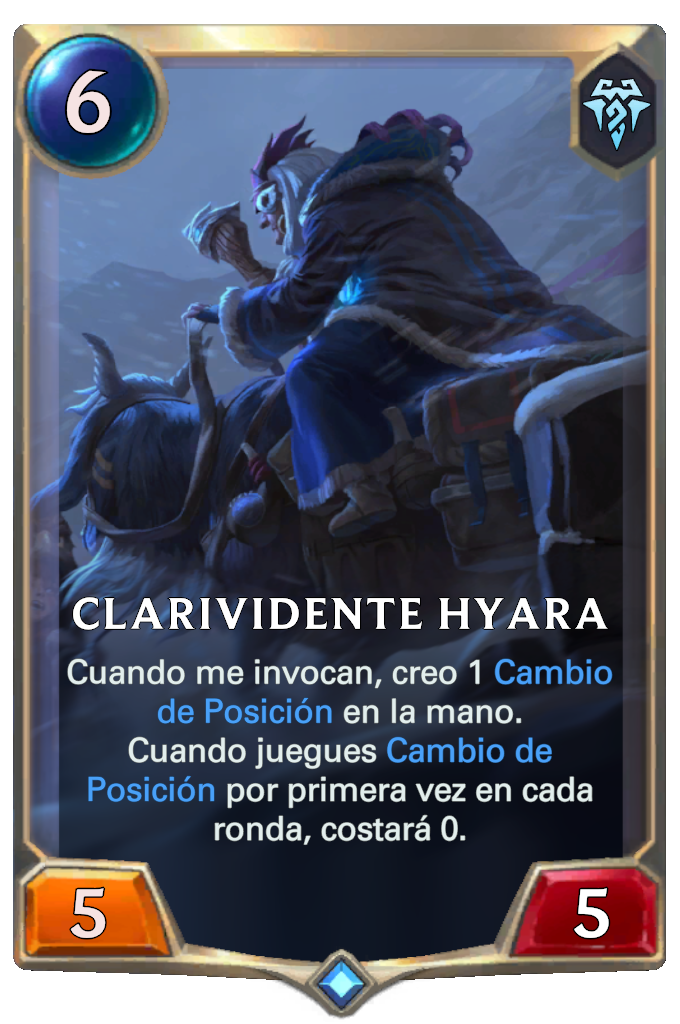 6
CLARIVIDENTE HYARA
Cuando me invocan, creo 1 Cambio
de Posición en la mano.
Cuando juegues Cambio de
Posición por primera vez en cada
ronda, costará 0.
5
5